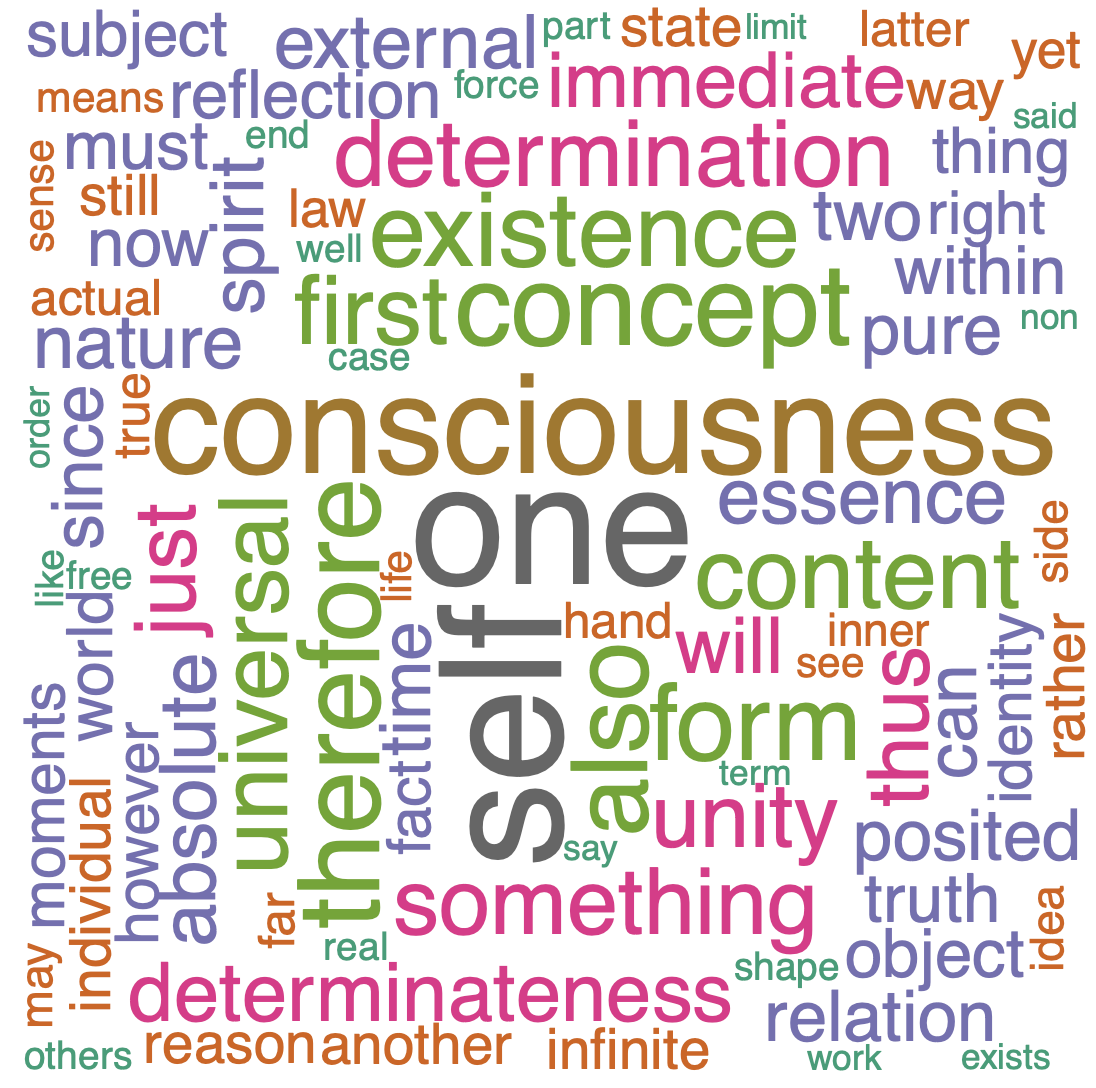 subject
external
part
state
limit
latter
yet
means
reflection
force
immediate
way
said
must
end
determination
thing
sense
still
spirit
law
existence
two
right
now
well
within
actual
first
concept
pure
non
nature
case
order
since
true
consciousness
one
essence
side
just
universal
therefore
life
content
like
free
world
self
hand
will
inner
see
also
thus
can
identity
rather
moments
absolute
time
fact
form
term
individual
however
unity
posited
say
far
something
truth
idea
real
object
may
determinateness
shape
relation
others
reason
another
infinite
work
exists